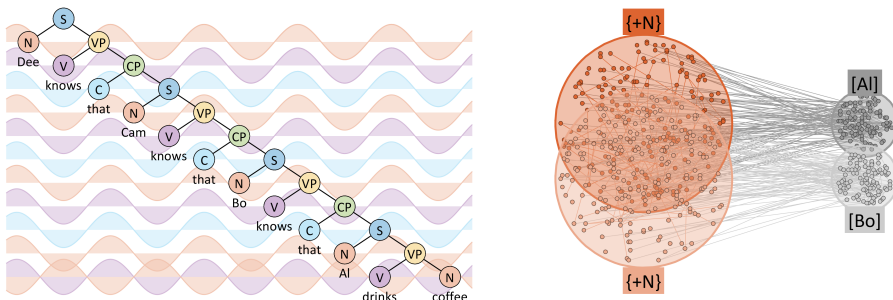 S
N VP
Dee
V CP
knows
C S
that
N VP
Cam
V CP
knows
C S
that
N VP
Bo
V CP
knows
C S
that
N VP
Al
V N
drinks coffee
{+N}
[Al]
[Bo]
{+N}